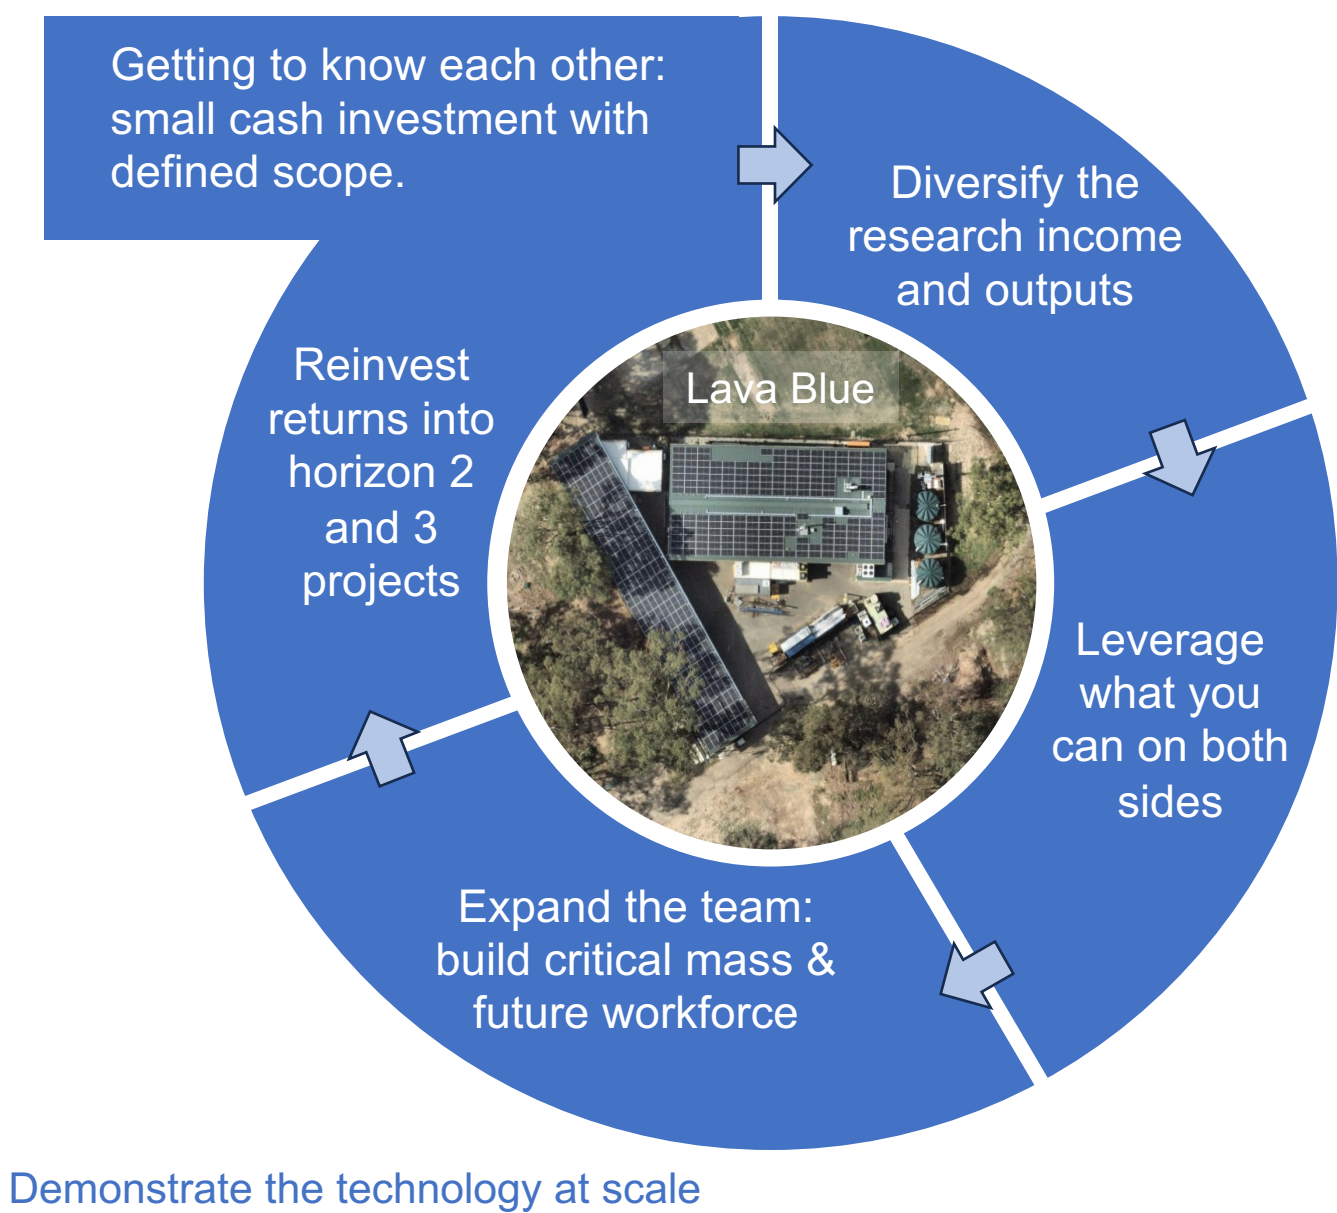 Getting to know each other:
small cash investment with
defined scope.
Diversify the
research income
and outputs
Leverage
what you
can on both
sides
Expand the team:
build critical mass &
future workforce
Reinvest
returns into
horizon 2
and 3
projects
Lava Blue
Demonstrate the technology at scale